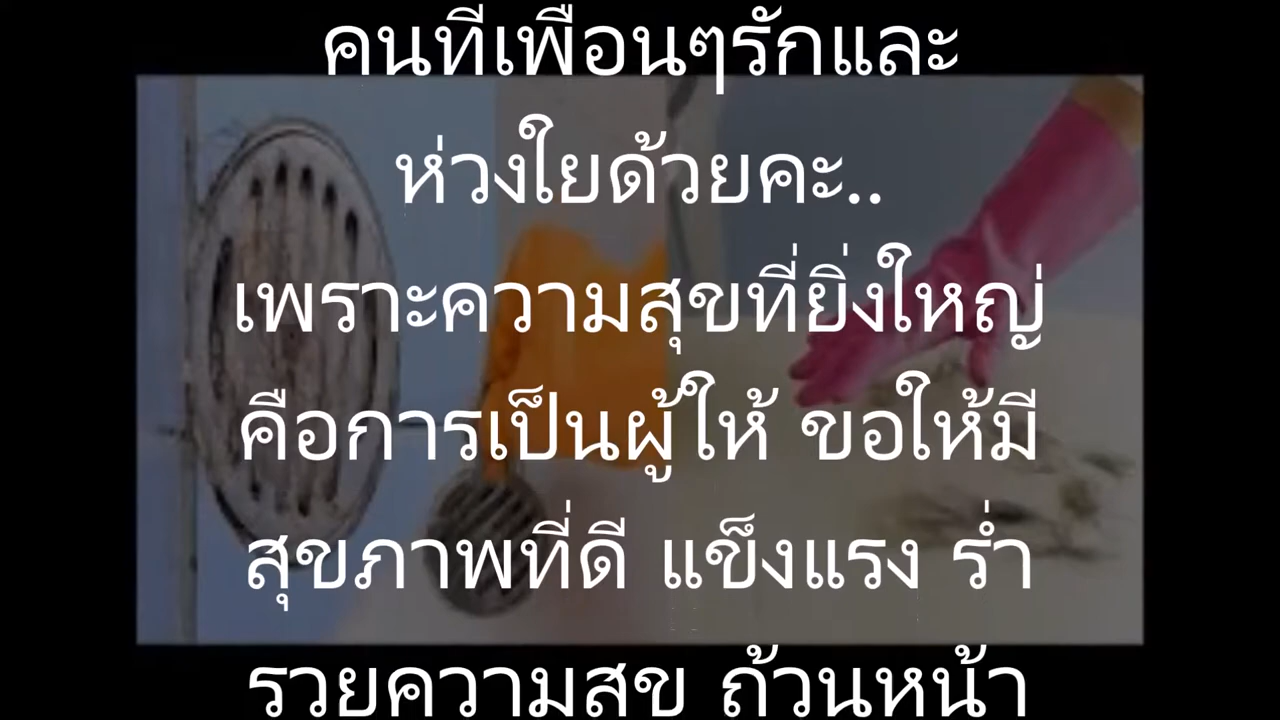 คนที่เพื่อนๆรักและ
ห่วงใยด้วยคะ..
เพราะความสุขที่ยิ่งใหญ่
คือการเป็นผู้ให้ ขอให้มี
สุขภาพที่ดี แข็งแรง ร่ำ
รวยความสุข ถ้วนหน้า